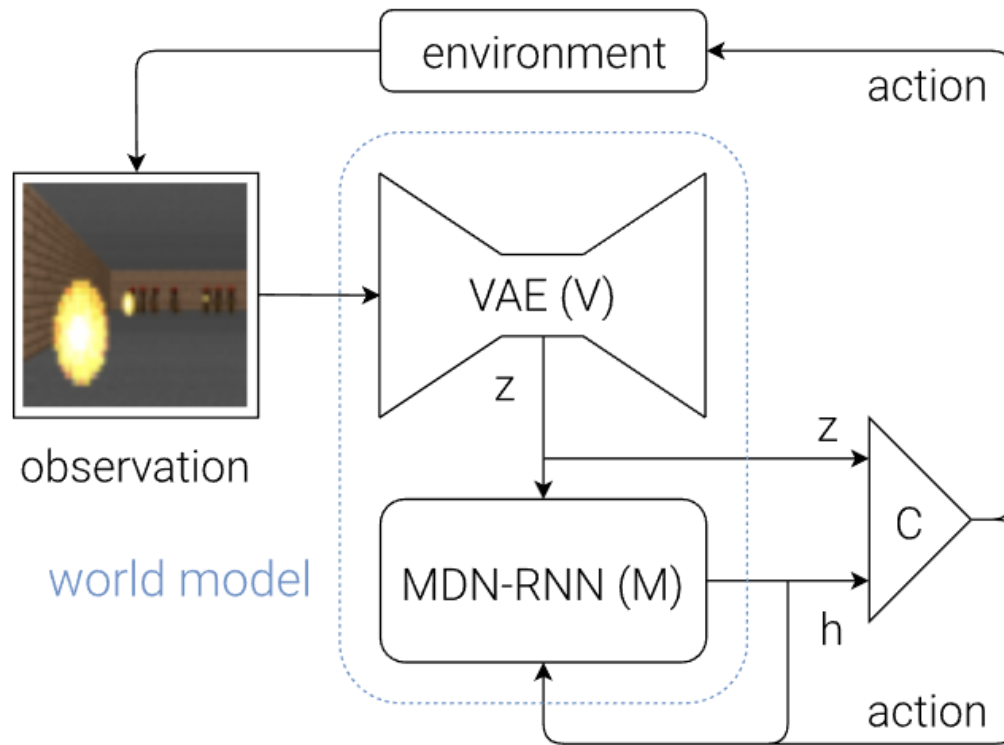 environment
action
VAE (V)
z
z
observation
C
world model
MDN-RNN (M)
h
action